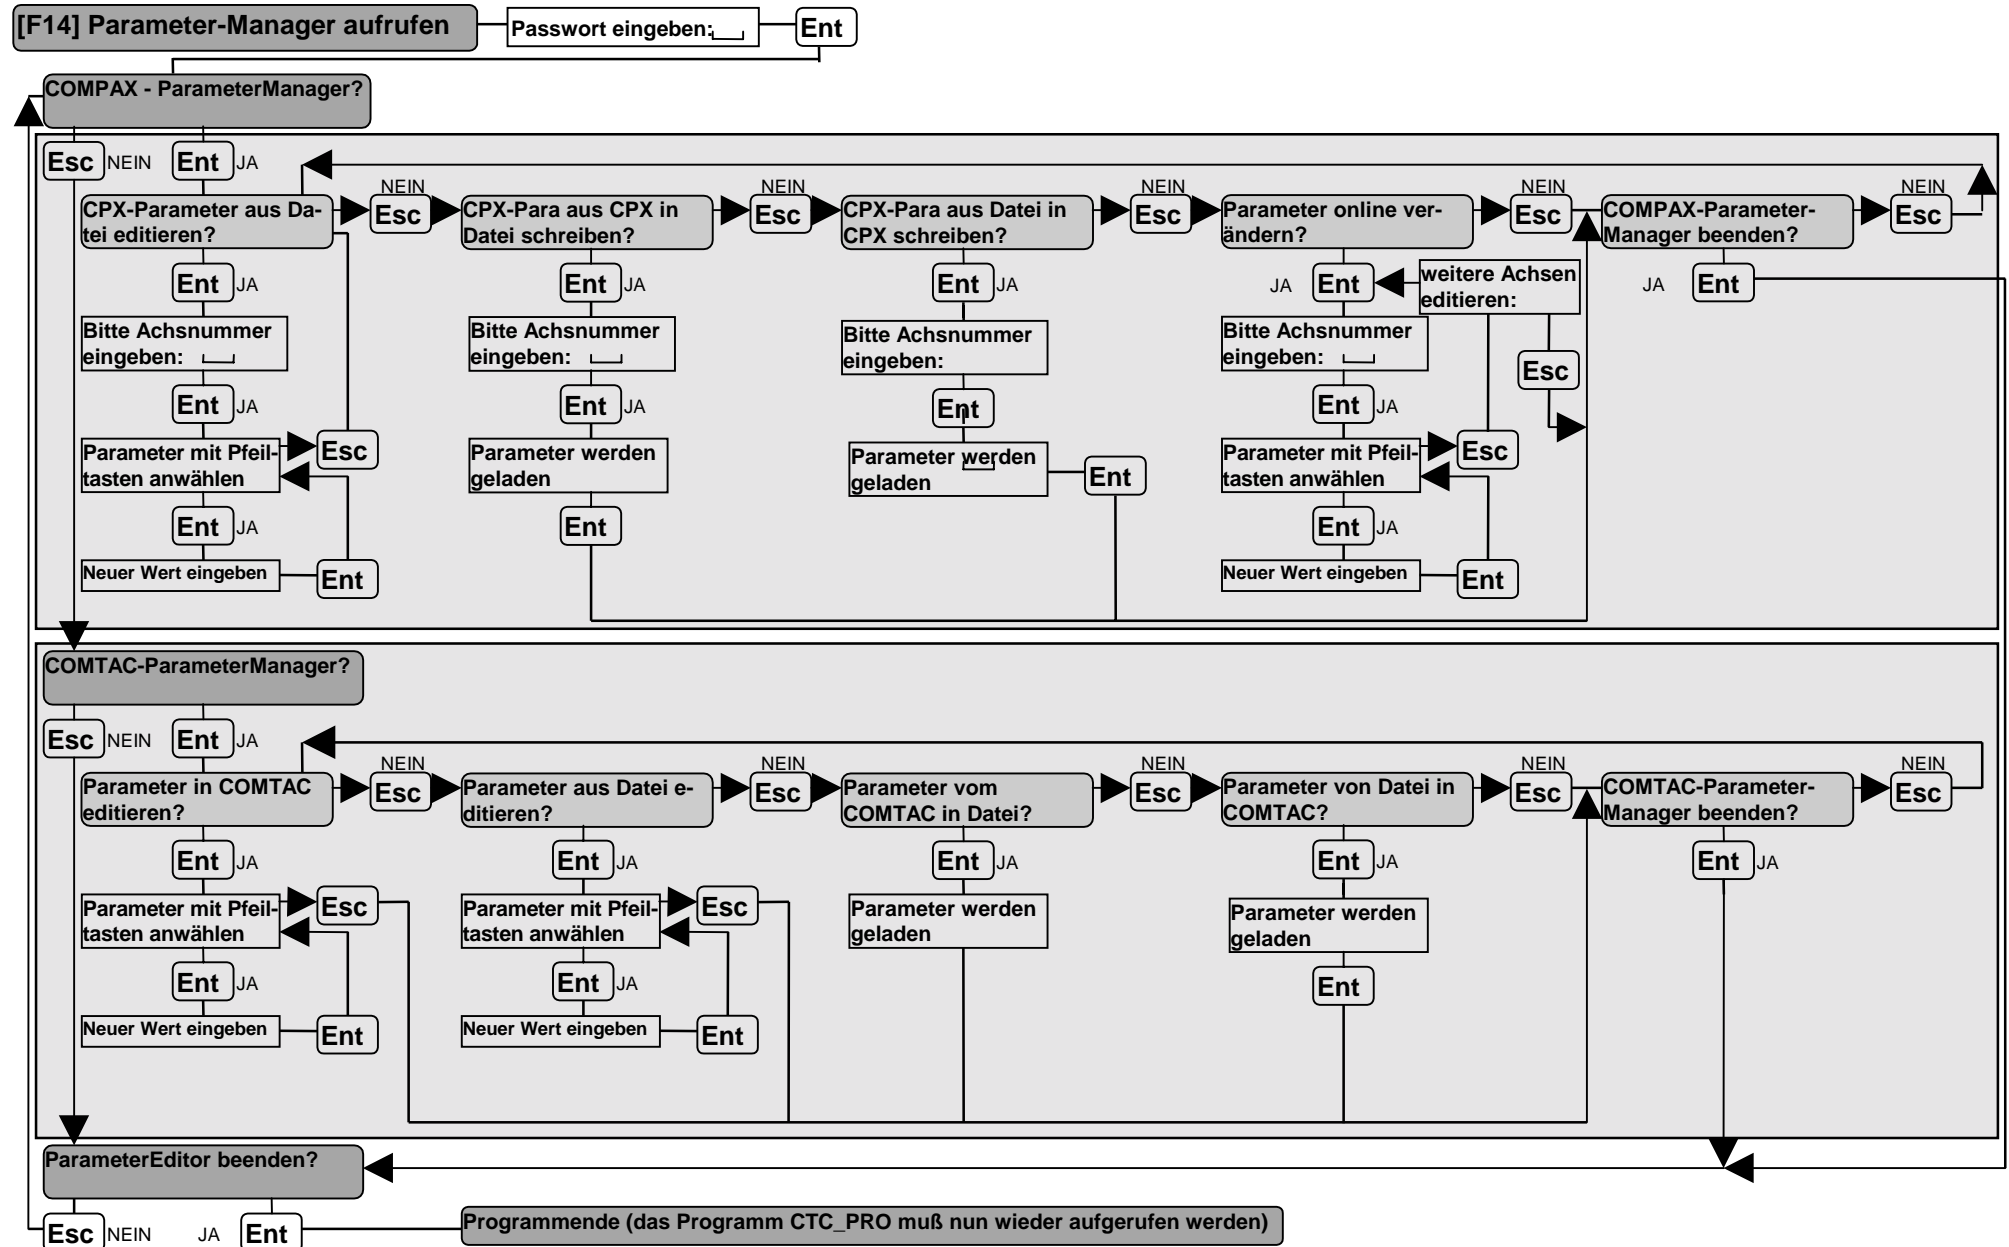 [F14] Parameter-Manager aufrufen
Passwort eingeben:
Ent
COMPAX - ParameterManager?
Esc
NEIN
Ent
JA
CPX-Parameter aus Da-
tei editieren?
NEIN
Esc
CPX-Para aus CPX in
Datei schreiben?
NEIN
Esc
CPX-Para aus Datei in
CPX schreiben?
NEIN
Esc
Parameter online ver-
ändern?
NEIN
Esc
COMPAX-Parameter-
Manager beenden?
NEIN
Esc
Ent
JA
Bitte Achsnummer
eingeben:
Ent
JA
Parameter mit Pfeil-
tasten anwählen
Esc
Ent
JA
Neuer Wert eingeben
Ent
Ent
JA
Bitte Achsnummer
eingeben:
Ent
JA
Parameter werden
geladen
Ent
Ent
JA
Bitte Achsnummer
eingeben:
Ent
Parameter werden
geladen
Ent
JA
Ent
weitere Achsen
editieren:
Bitte Achsnummer
eingeben:
Esc
Ent
JA
Parameter mit Pfeil-
tasten anwählen
Esc
Ent
JA
Neuer Wert eingeben
Ent
JA
Ent
COMTAC-ParameterManager?
Esc
NEIN
Ent
JA
Parameter in COMTAC
editieren?
NEIN
Esc
Parameter aus Datei e-
ditieren?
NEIN
Esc
Parameter vom
COMTAC in Datei?
NEIN
Esc
Parameter von Datei in
COMTAC?
NEIN
Esc
COMTAC-Parameter-
Manager beenden?
NEIN
Esc
Ent
JA
Parameter mit Pfeil-
tasten anwählen
Esc
Ent
JA
Neuer Wert eingeben
Ent
Ent
JA
Parameter mit Pfeil-
tasten anwählen
Esc
Ent
JA
Neuer Wert eingeben
Ent
Ent
JA
Parameter werden
geladen
Ent
JA
Parameter werden
geladen
Ent
Ent
JA
ParameterEditor beenden?
Esc
NEIN
JA
Ent
Programmende (das Programm CTC_PRO muß nun wieder aufgerufen werden)